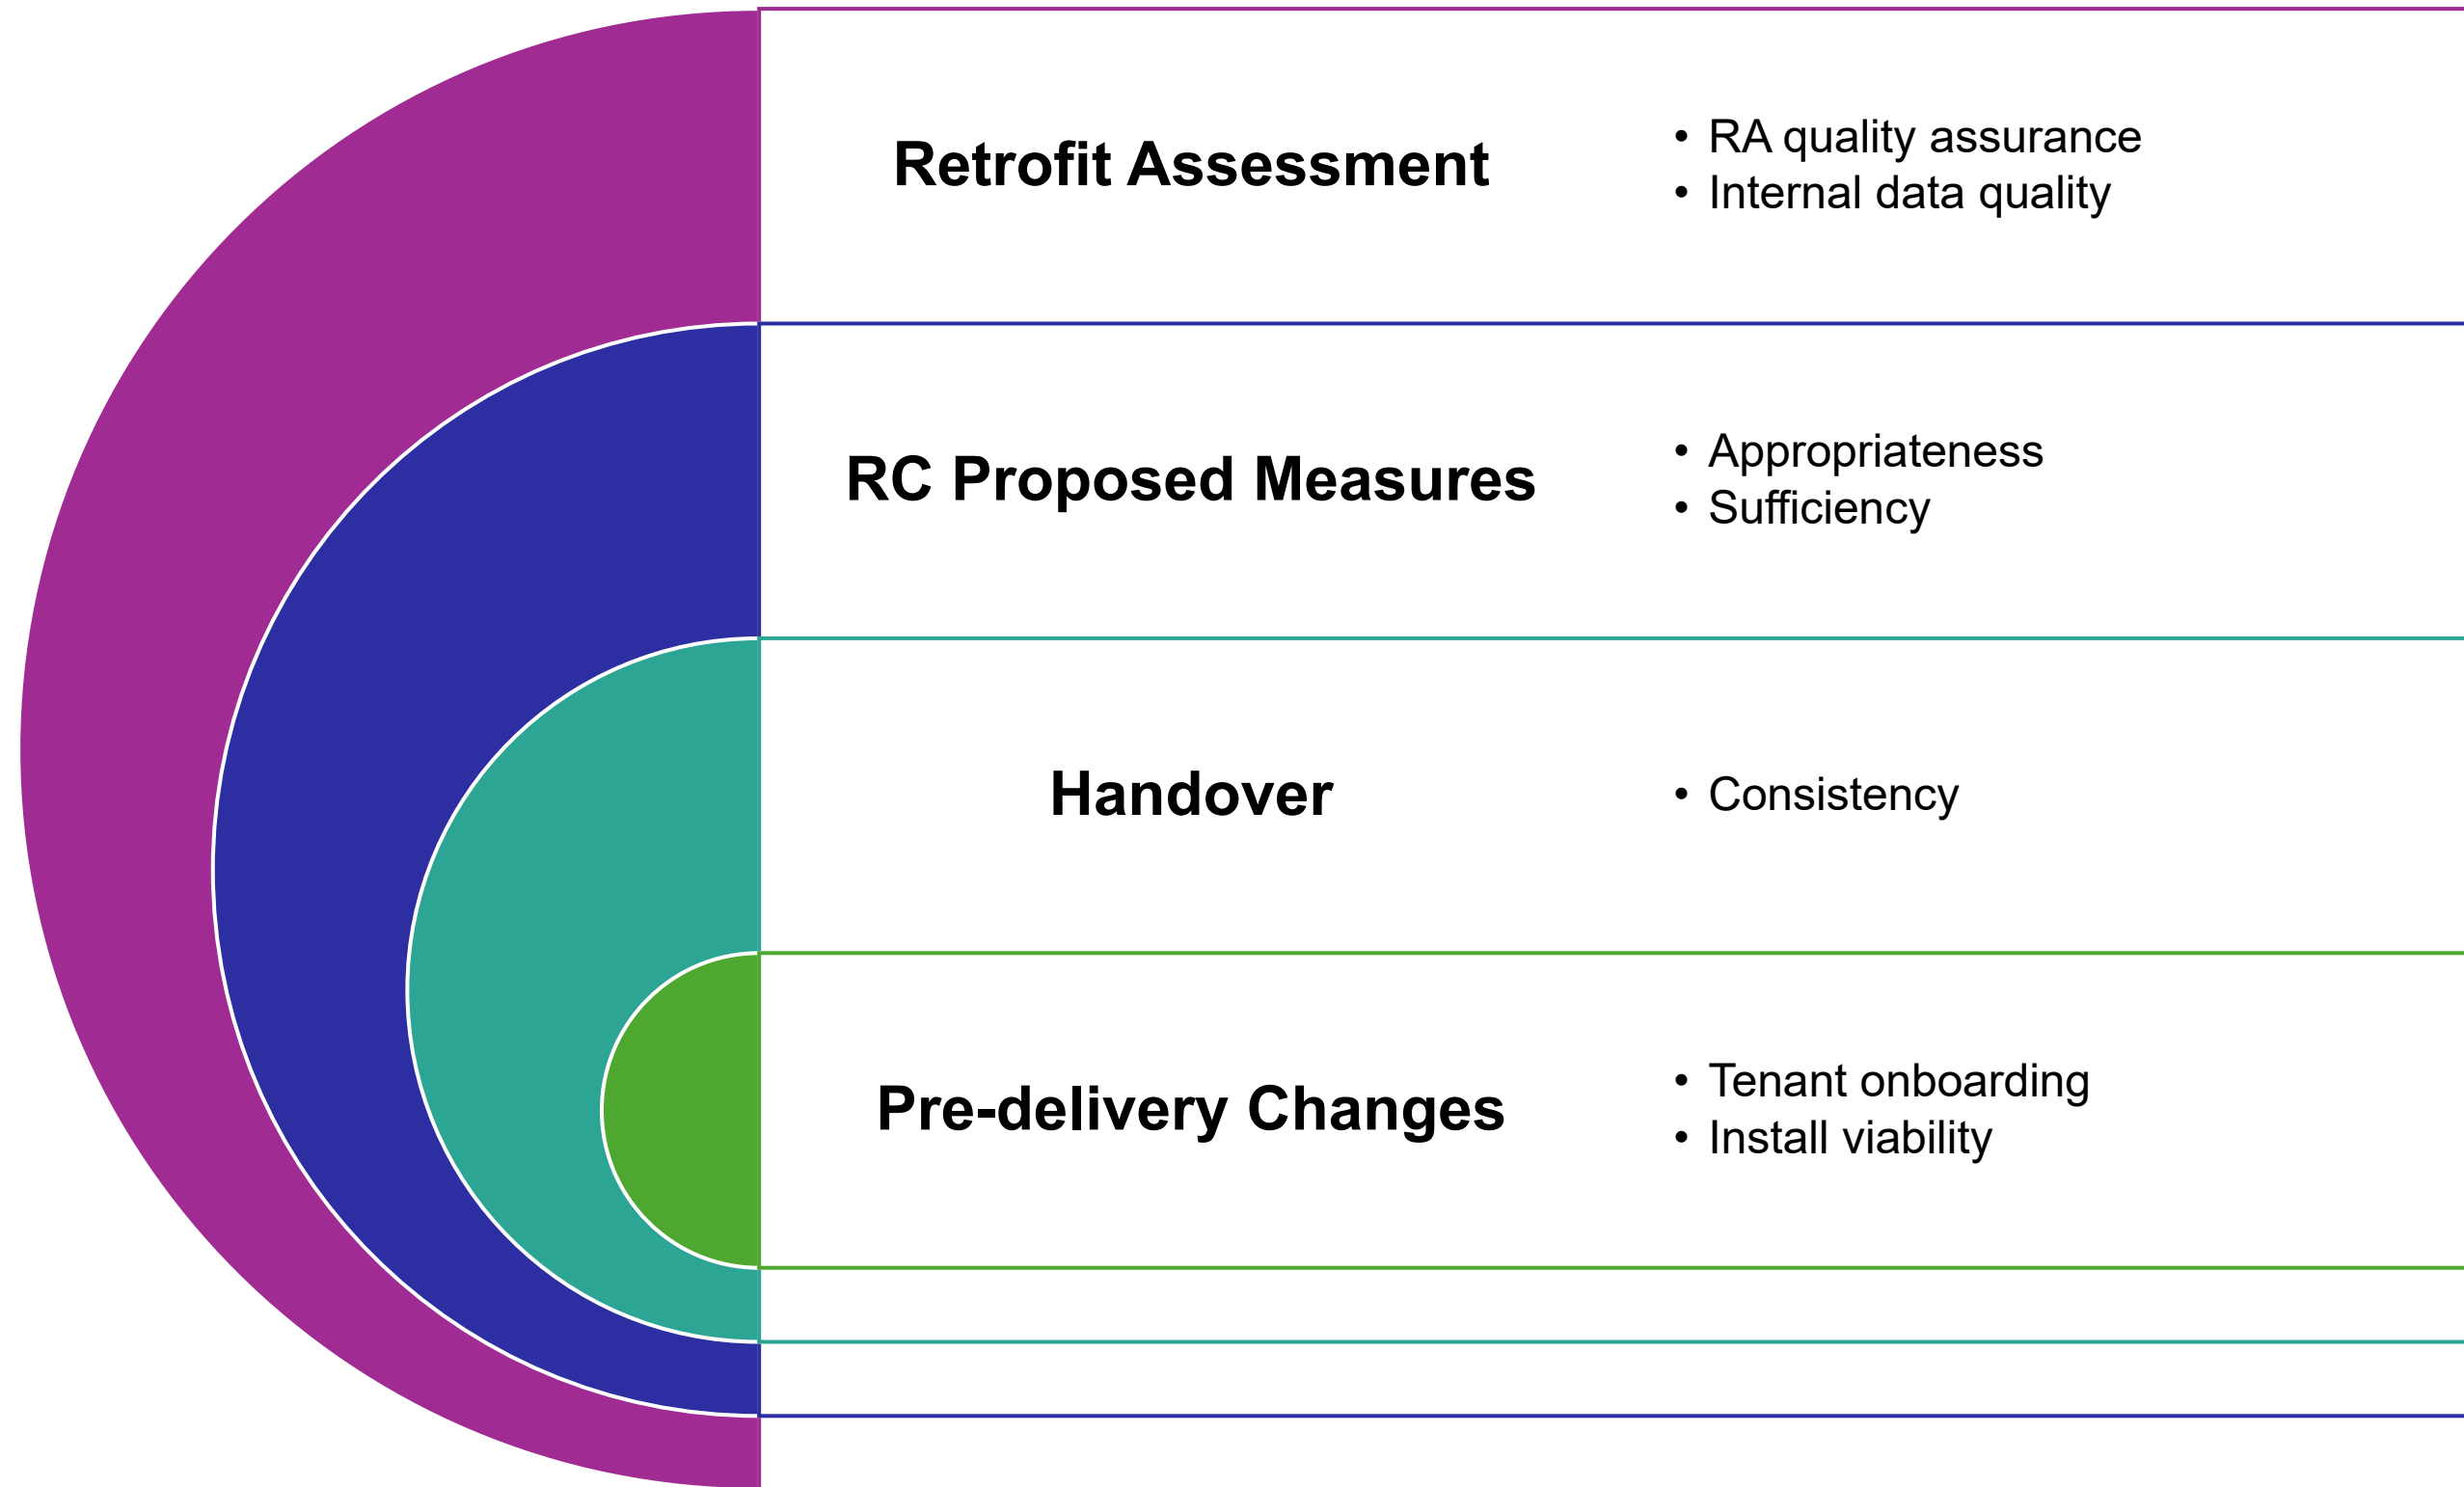 Retrofit Assessment
• RA quality assurance
• Internal data quality
RC Proposed Measures
• Appropriateness
• Sufficiency
Handover
• Consistency
Pre-delivery Changes
• Tenant onboarding
• Install viability